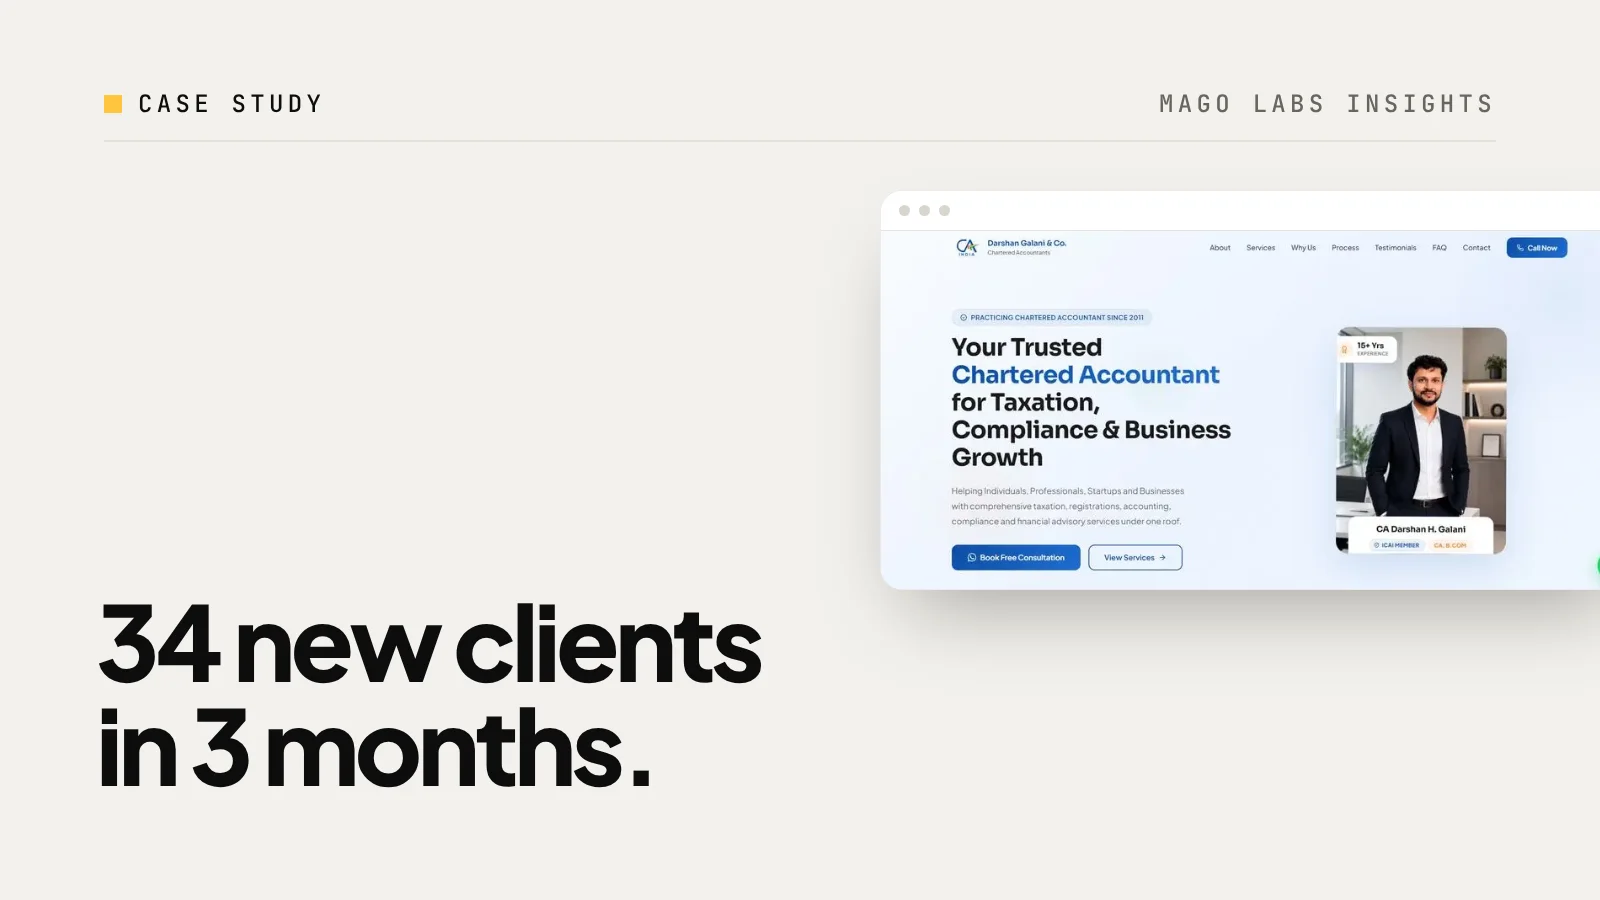 CASE STUDY
MAGO LABS INSIGHTS
CA
INDIA
Darshan Galani & Co.
Chartered Accountants
About
Services
Why Us
Process
Testimonials
FAQ
Contact
Call Now
PRACTICING CHARTERED ACCOUNTANT SINCE 2011
Your Trusted
Chartered Accountant
for Taxation,
Compliance & Business
Growth
Helping Individuals, Professionals, Startups and Businesses
with comprehensive taxation, registrations, accounting,
compliance and financial advisory services under one roof.
Book Free Consultation
View Services →
15+ Yrs
EXPERIENCE
CA Darshan H. Galani
ICAI MEMBER
CA, B.COM
34 new clients
in 3 months.